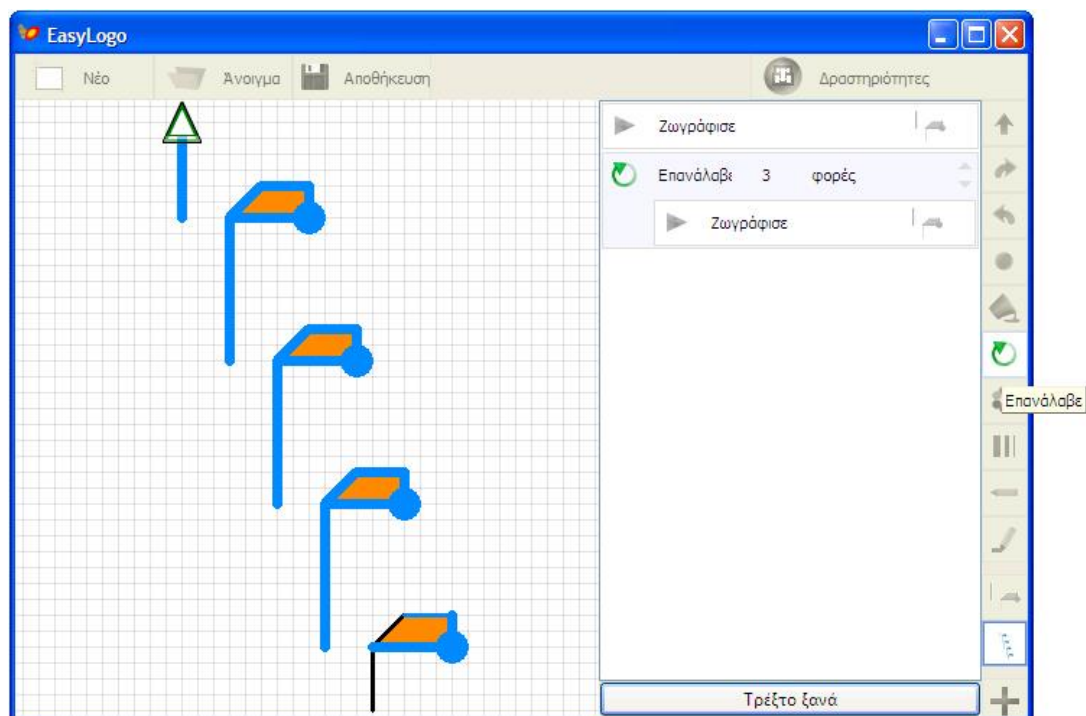 EasyLogo
Νέο Άνοιγμα Αποθήκευση Δραστηριότητες
Ζωγράφισε
Επανάλαβε 3 φορές
Ζωγράφισε
Επανάλαβε
Τρέξτο ξανά